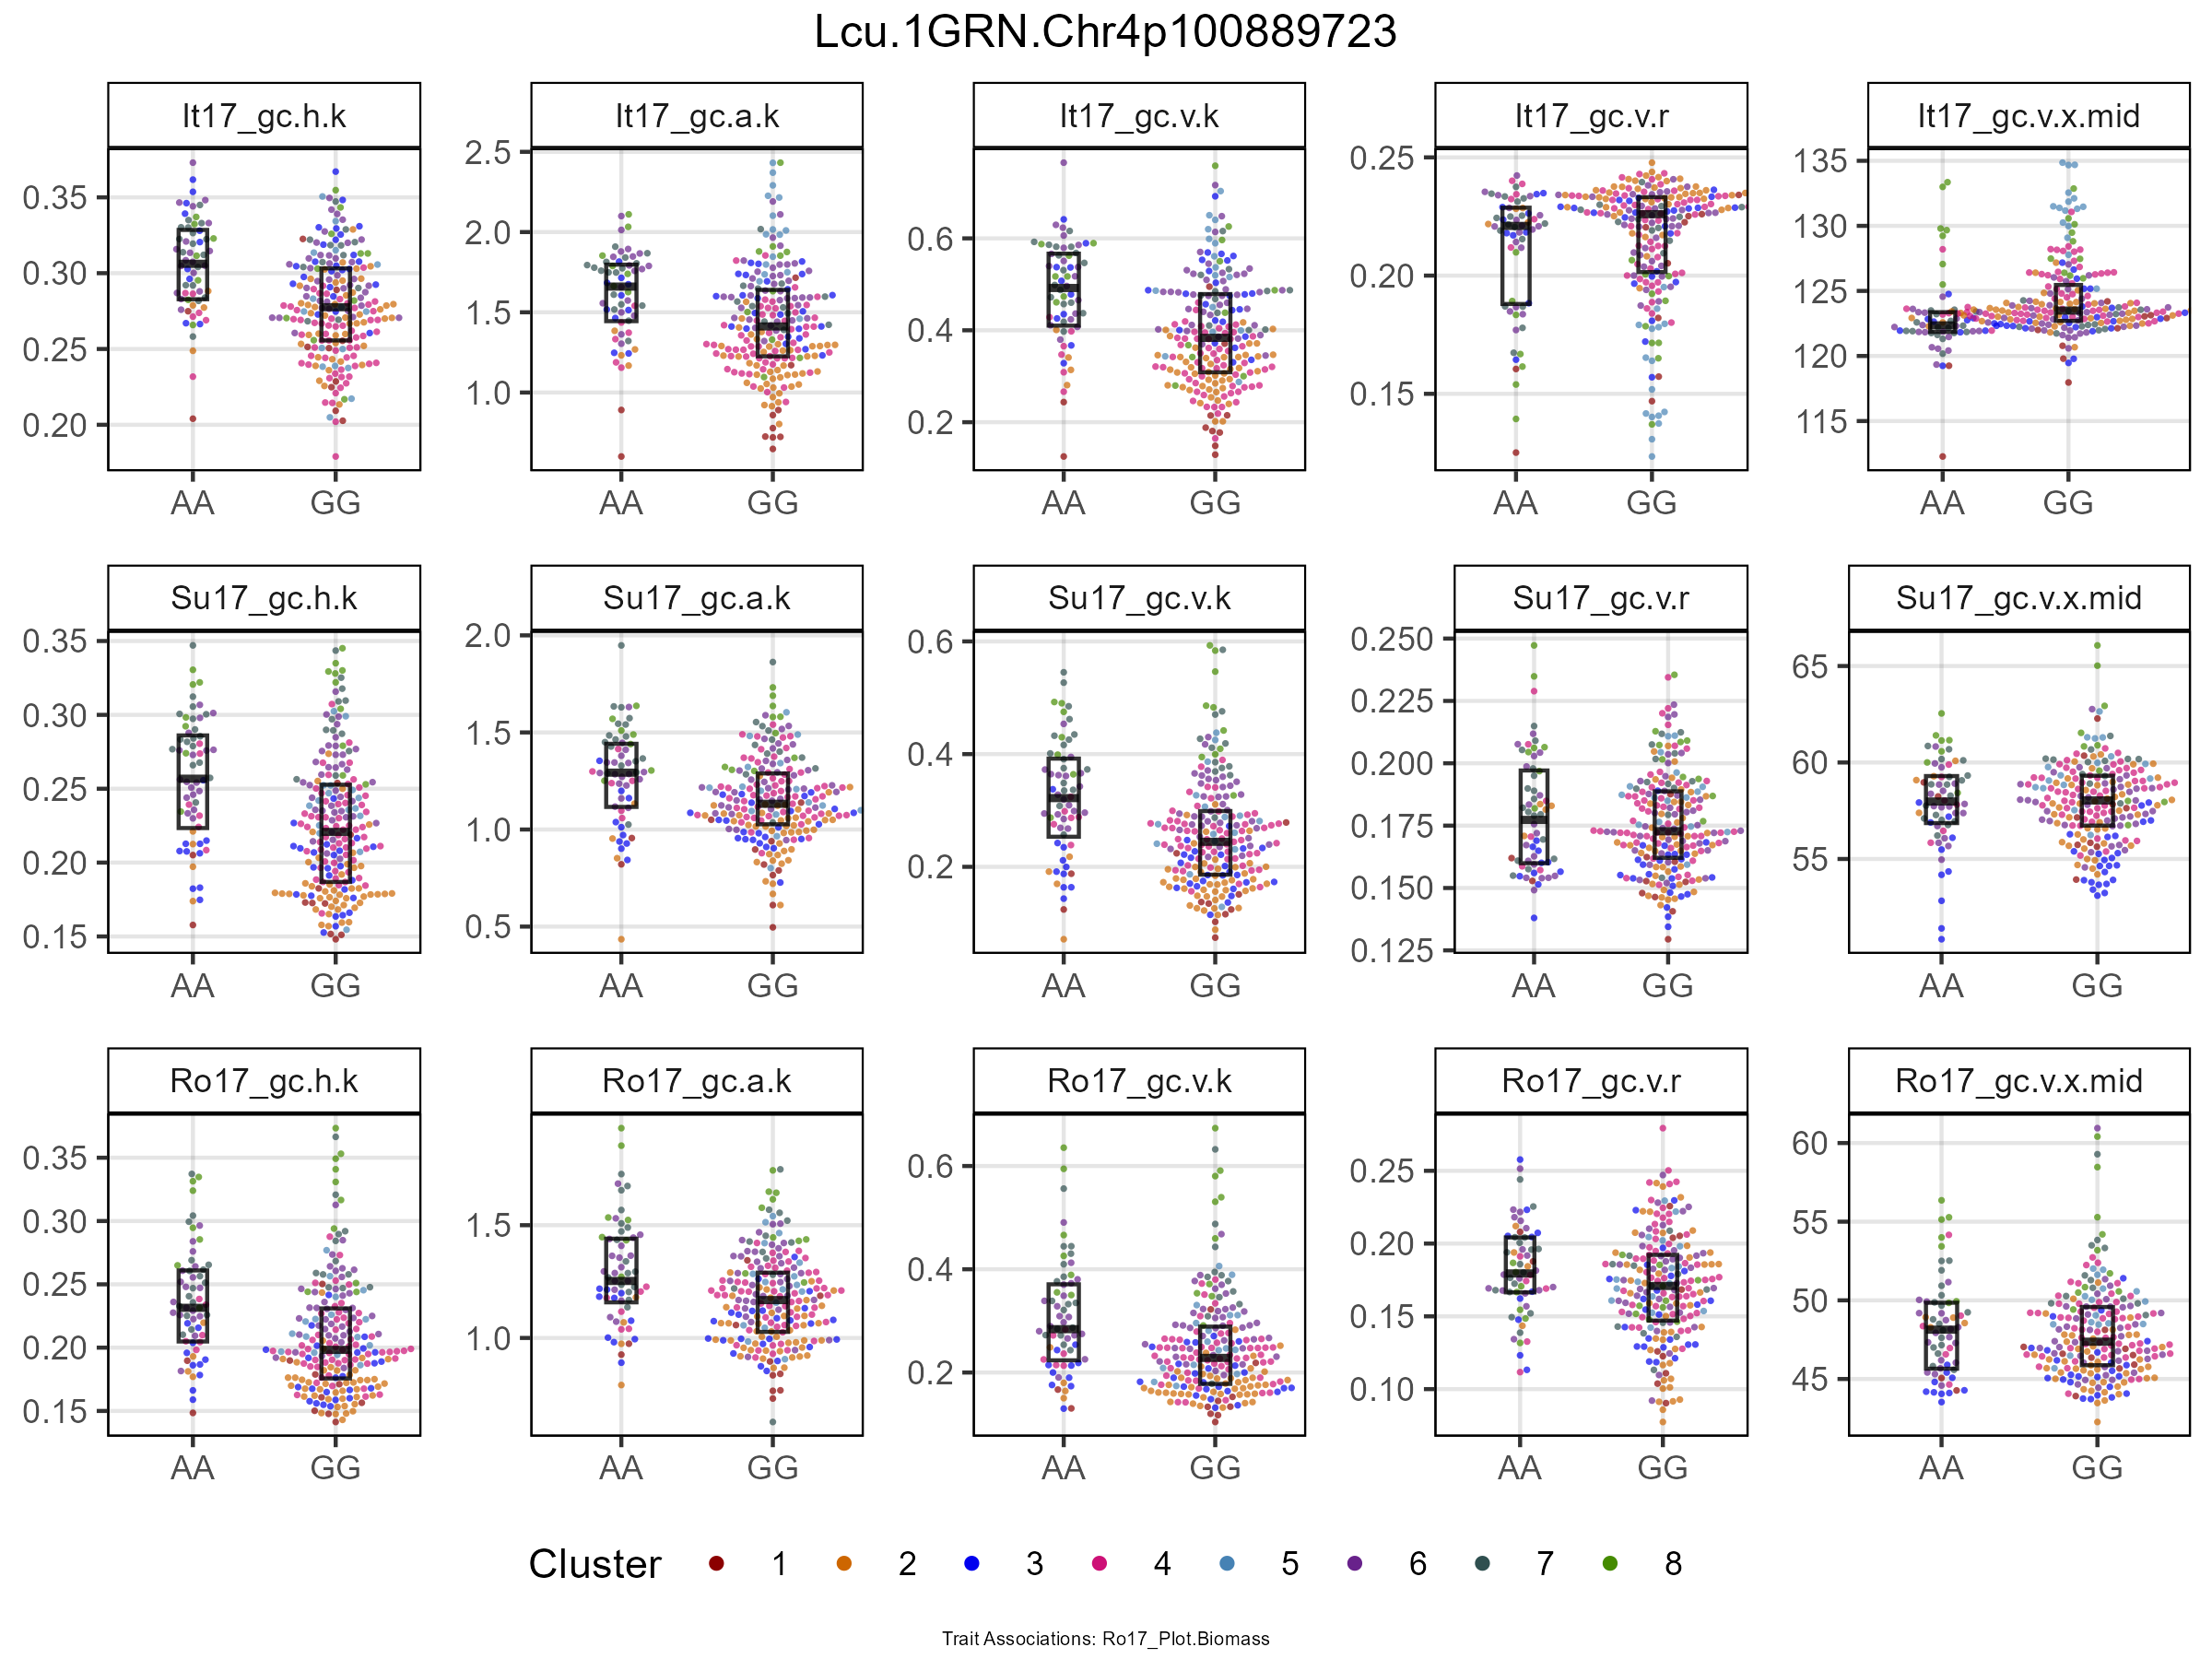 Lcu.1GRN.Chr4p100889723
It17_gc.h.k It17_gc.a.k It17_gc.v.k It17_gc.v.r It17_gc.v.x.mid
0.35 0.30 0.25 0.20 2.5 2.0 1.5 1.0 0.6 0.4 0.2 0.25 0.20 0.15 135 130 125 120 115
AA GG AA GG AA GG AA GG AA GG
Su17_gc.h.k Su17_gc.a.k Su17_gc.v.k Su17_gc.v.r Su17_gc.v.x.mid
0.35 0.30 0.25 0.20 0.15 2.0 1.5 1.0 0.5 0.6 0.4 0.2 0.250 0.225 0.200 0.175 0.150 0.125 65 60 55
AA GG AA GG AA GG AA GG AA GG
Ro17_gc.h.k Ro17_gc.a.k Ro17_gc.v.k Ro17_gc.v.r Ro17_gc.v.x.mid
0.35 0.30 0.25 0.20 0.15 1.5 1.0 0.6 0.4 0.2 0.25 0.20 0.15 0.10 60 55 50 45
AA GG AA GG AA GG AA GG AA GG
Cluster 1 2 3 4 5 6 7 8
Trait Associations: Ro17_Plot.Biomass